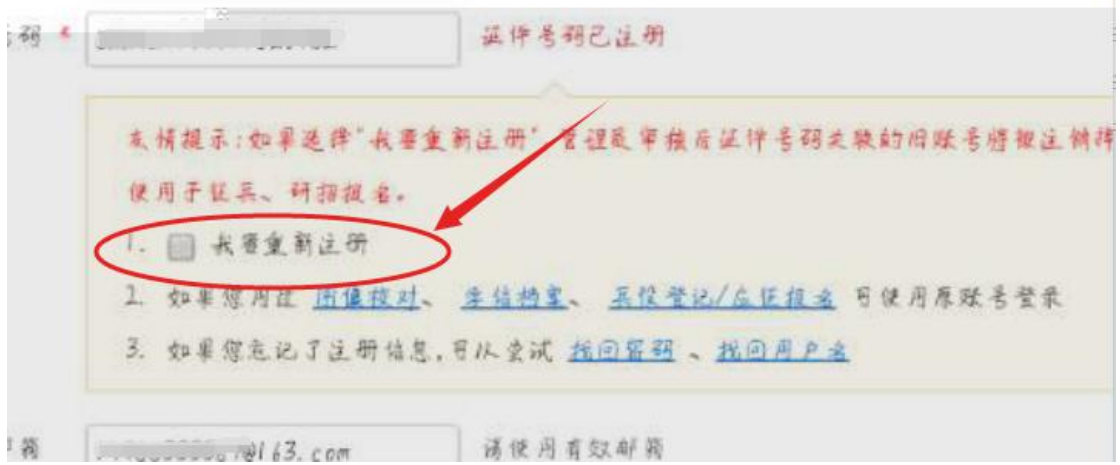 码 * 证件号码已注册
友情提示:如果选择"我要重新注册" 管理员审核后证件号码关联的旧账号将被注销
使用于征兵、研招报名。
1. 我要重新注册
2. 如果您用过 图像校对、学信档案、兵役登记/应征报名 可使用原账号登录
3. 如果您忘记了注册信息,可以尝试 找回密码、找回用户名
邮箱 @163.com 请使用有效邮箱